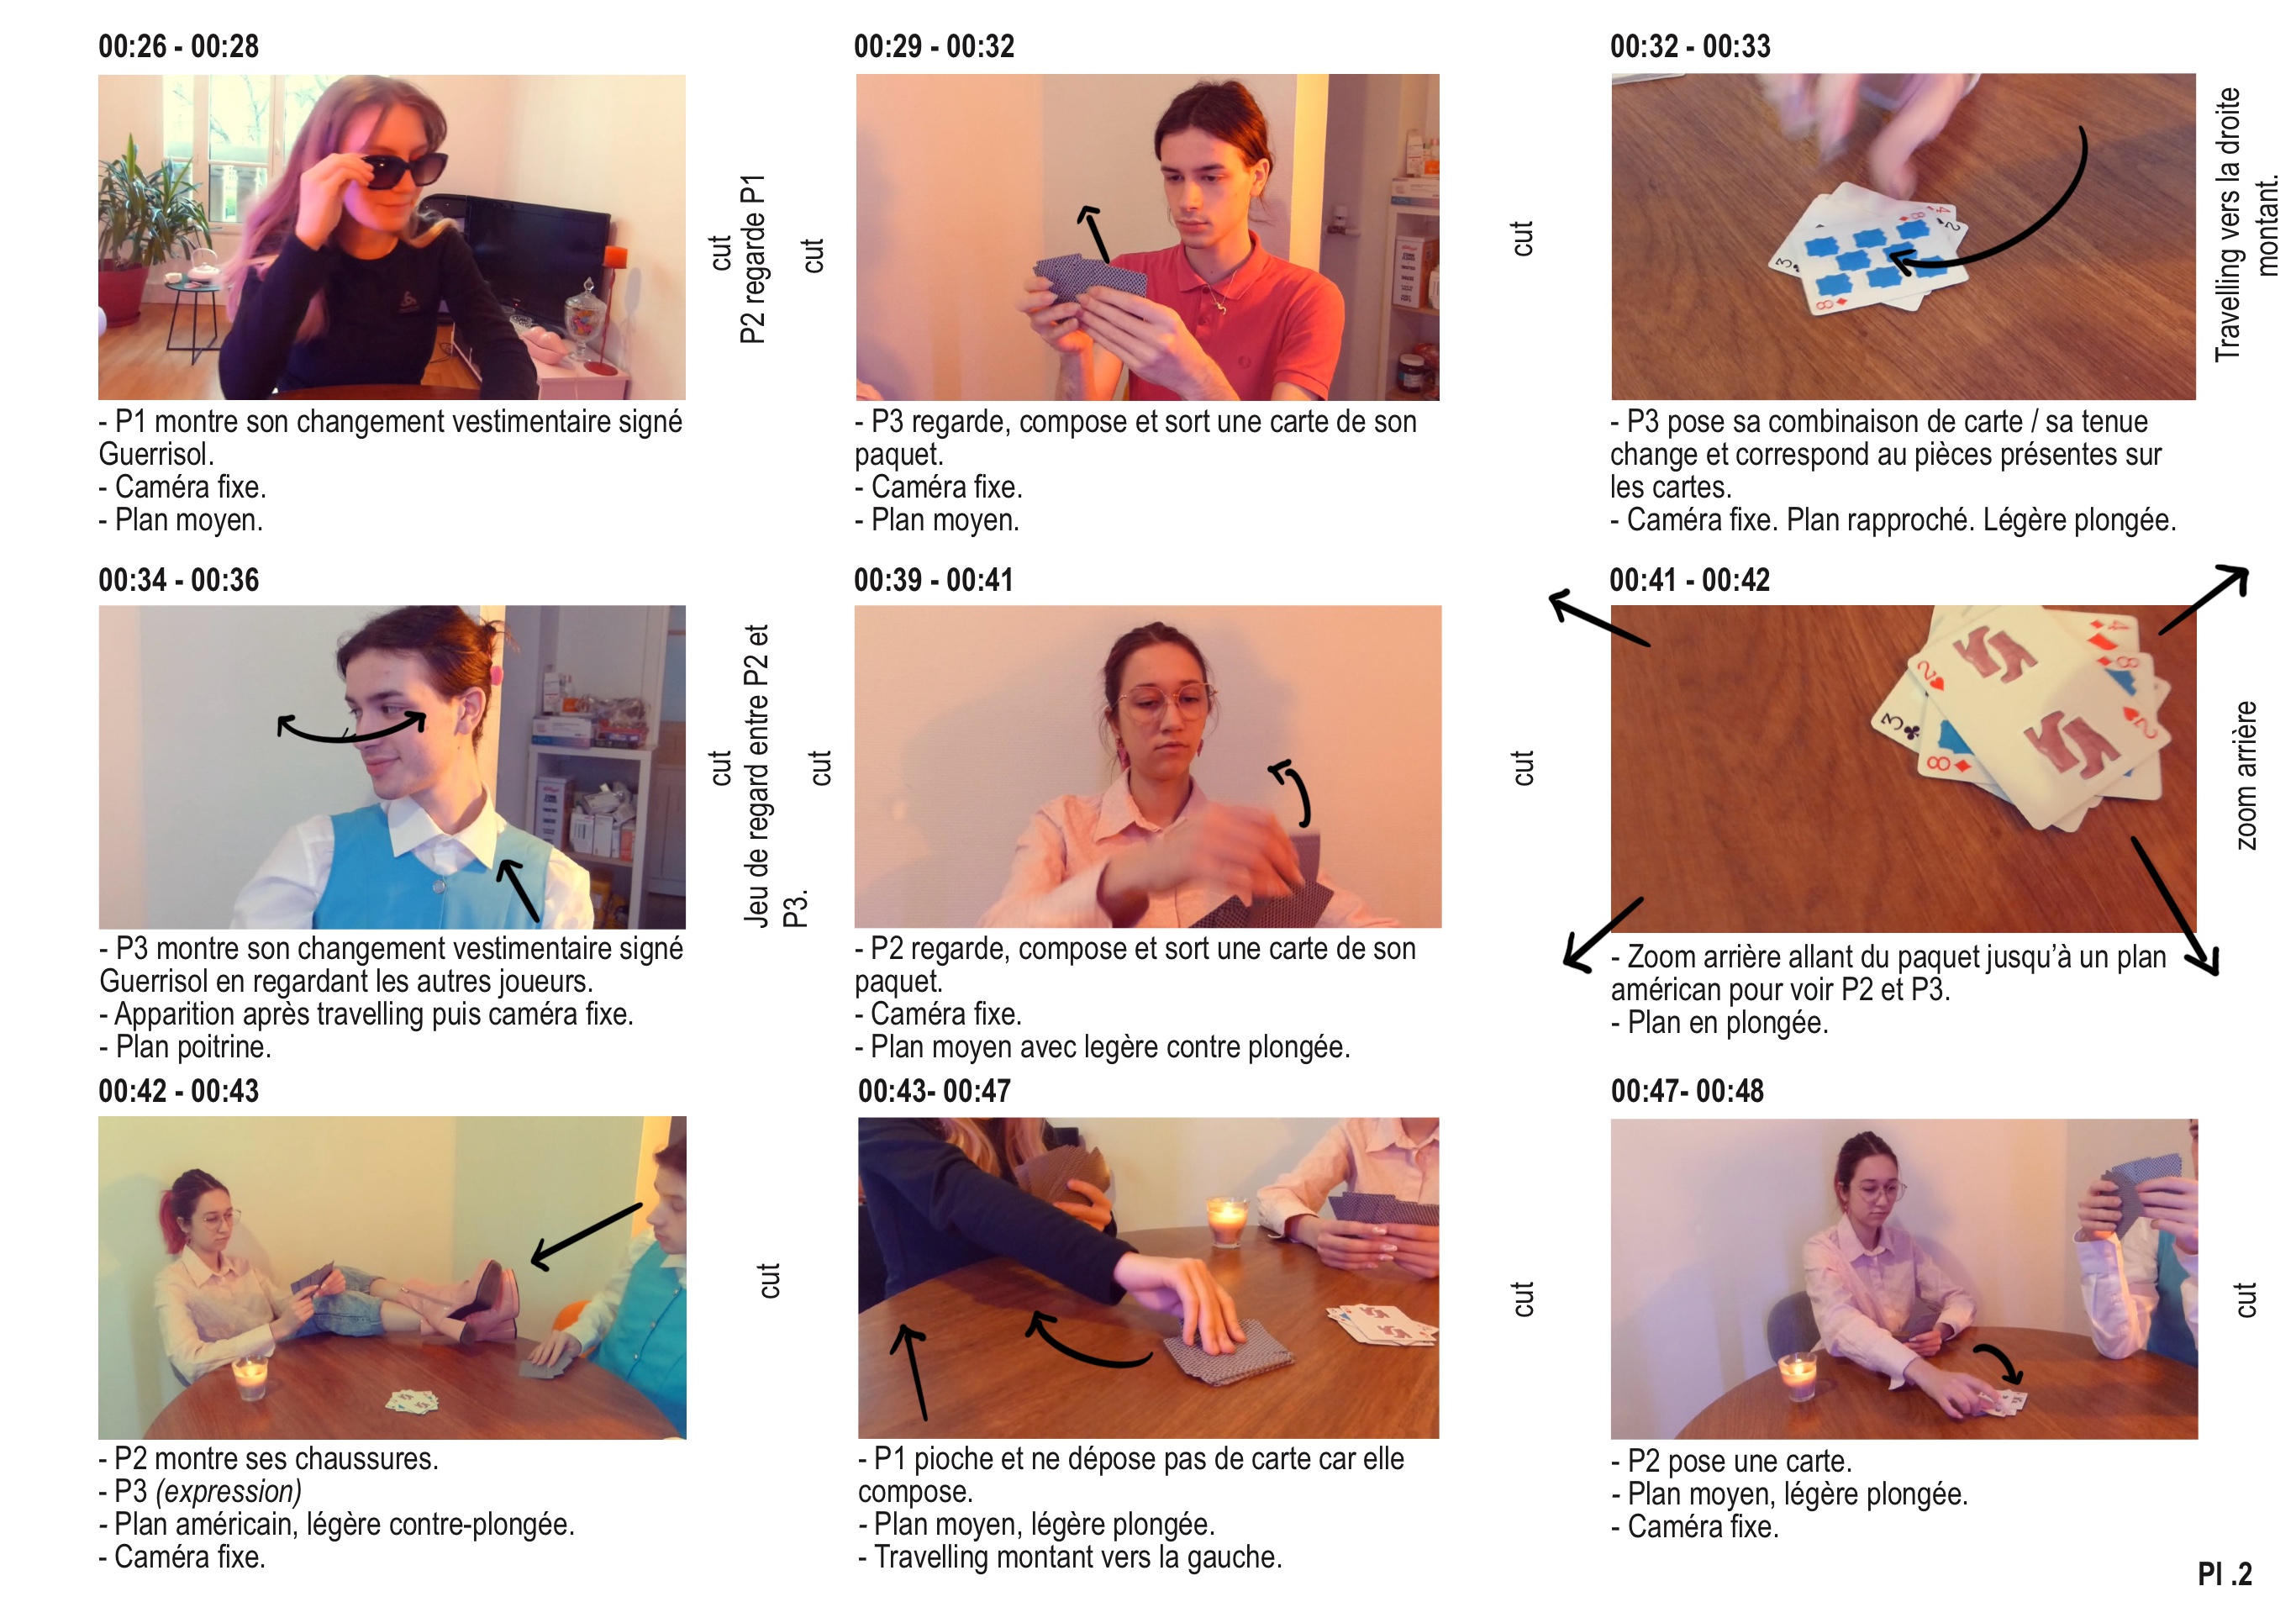 00:26 - 00:28
- P1 montre son changement vestimentaire signé
Guerrisol.
- Caméra fixe.
- Plan moyen.
cut
P2 regarde P1
cut
00:29 - 00:32
- P3 regarde, compose et sort une carte de son
paquet.
- Caméra fixe.
- Plan moyen.
cut
00:32 - 00:33
3
8
4
2
8
- P3 pose sa combinaison de carte / sa tenue
change et correspond au pièces présentes sur
les cartes.
- Caméra fixe. Plan rapproché. Légère plongée.
Travelling vers la droite
montant.
00:34 - 00:36
- P3 montre son changement vestimentaire signé
Guerrisol en regardant les autres joueurs.
- Apparition après travelling puis caméra fixe.
- Plan poitrine.
cut
Jeu de regard entre P2 et
P3.
cut
00:39 - 00:41
- P2 regarde, compose et sort une carte de son
paquet.
- Caméra fixe.
- Plan moyen avec legère contre plongée.
cut
00:41 - 00:42
4
8
2
3
2
8
- Zoom arrière allant du paquet jusqu’à un plan
américan pour voir P2 et P3.
- Plan en plongée.
zoom arrière
00:42 - 00:43
- P2 montre ses chaussures.
- P3 (expression)
- Plan américain, légère contre-plongée.
- Caméra fixe.
cut
00:43- 00:47
- P1 pioche et ne dépose pas de carte car elle
compose.
- Plan moyen, légère plongée.
- Travelling montant vers la gauche.
cut
00:47- 00:48
- P2 pose une carte.
- Plan moyen, légère plongée.
- Caméra fixe.
cut
Pl .2